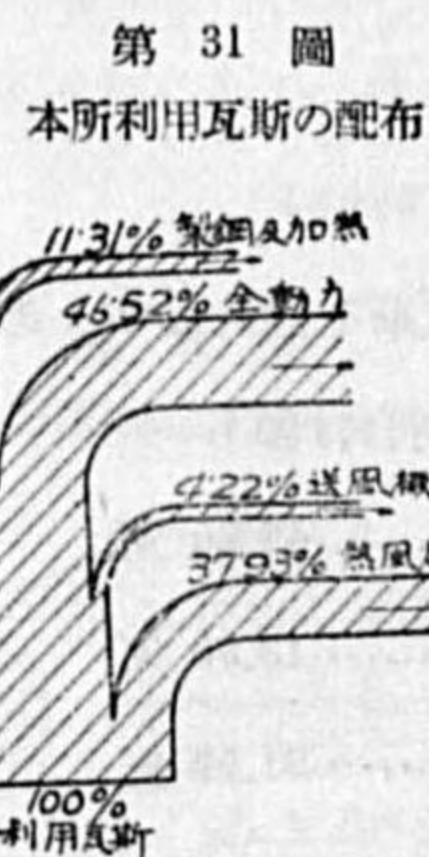 第 31 圖
本所利用瓦斯の配布
11.31% 製鋼及加熱
46.52% 全動力
4.22% 送風機
37.93% 熱風
100%
利用瓦斯